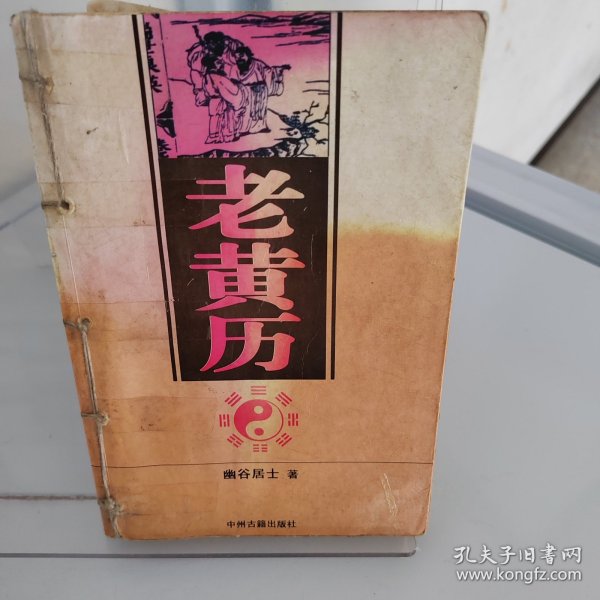 老黄历
幽谷居士 著
中州古籍出版社
孔夫子旧书网
www.kongfz.com